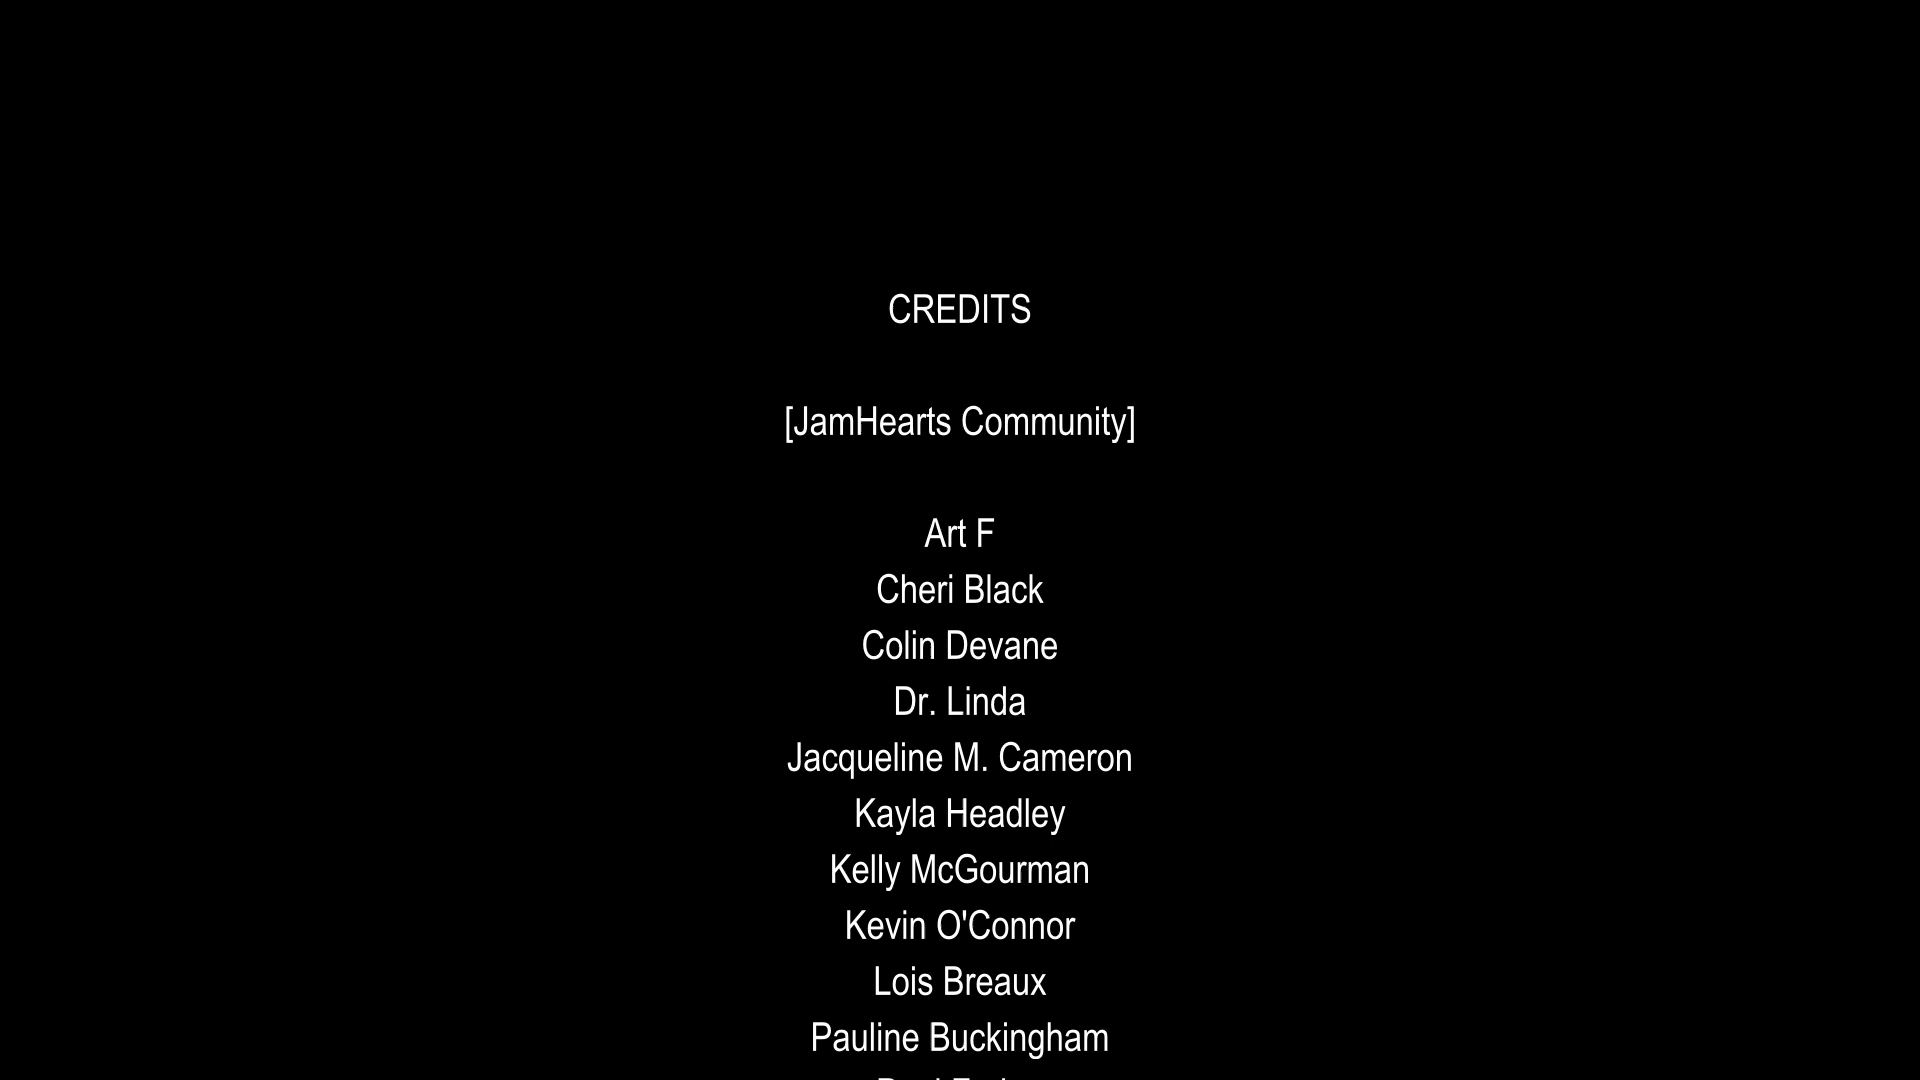 CREDITS
[JamHearts Community]
Art F
Cheri Black
Colin Devane
Dr. Linda
Jacqueline M. Cameron
Kayla Headley
Kelly McGourman
Kevin O'Connor
Lois Breaux
Pauline Buckingham